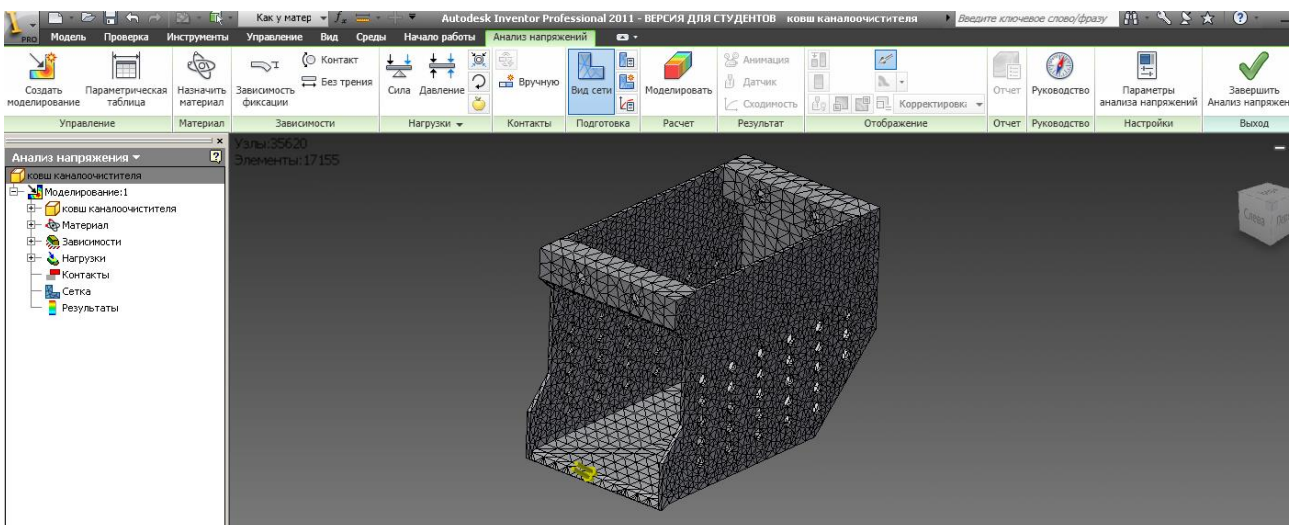 Как у матер
Autodesk Inventor Professional 2011 - ВЕРСИЯ ДЛЯ СТУДЕНТОВ ковш каналоочистителя
Введите ключевое слово/фразу
PRO
Модель Проверка Инструменты Управление Вид Среды Начало работы Анализ напряжений
Создать моделирование
Параметрическая таблица
Назначить материал
Зависимость фиксации
Контакт
Без трения
Сила
Давление
Вручную
Вид сети
Моделировать
Анимация
Датчик
Сходимость
Корректировкι
Отчет
Руководство
Параметры анализа напряжений
Завершить
Анализ напряжен
Управление Материал Зависимости Нагрузки Контакты Подготовка Расчет Результат Отображение Отчет Руководство Настройки Выход
Анализ напряжения
ковш каналоочистителя
Моделирование:1
ковш каналоочистителя
Материал
Зависимости
Нагрузки
Контакты
Сетка
Результаты
Узлы:35620
Элементы:17155
Слева